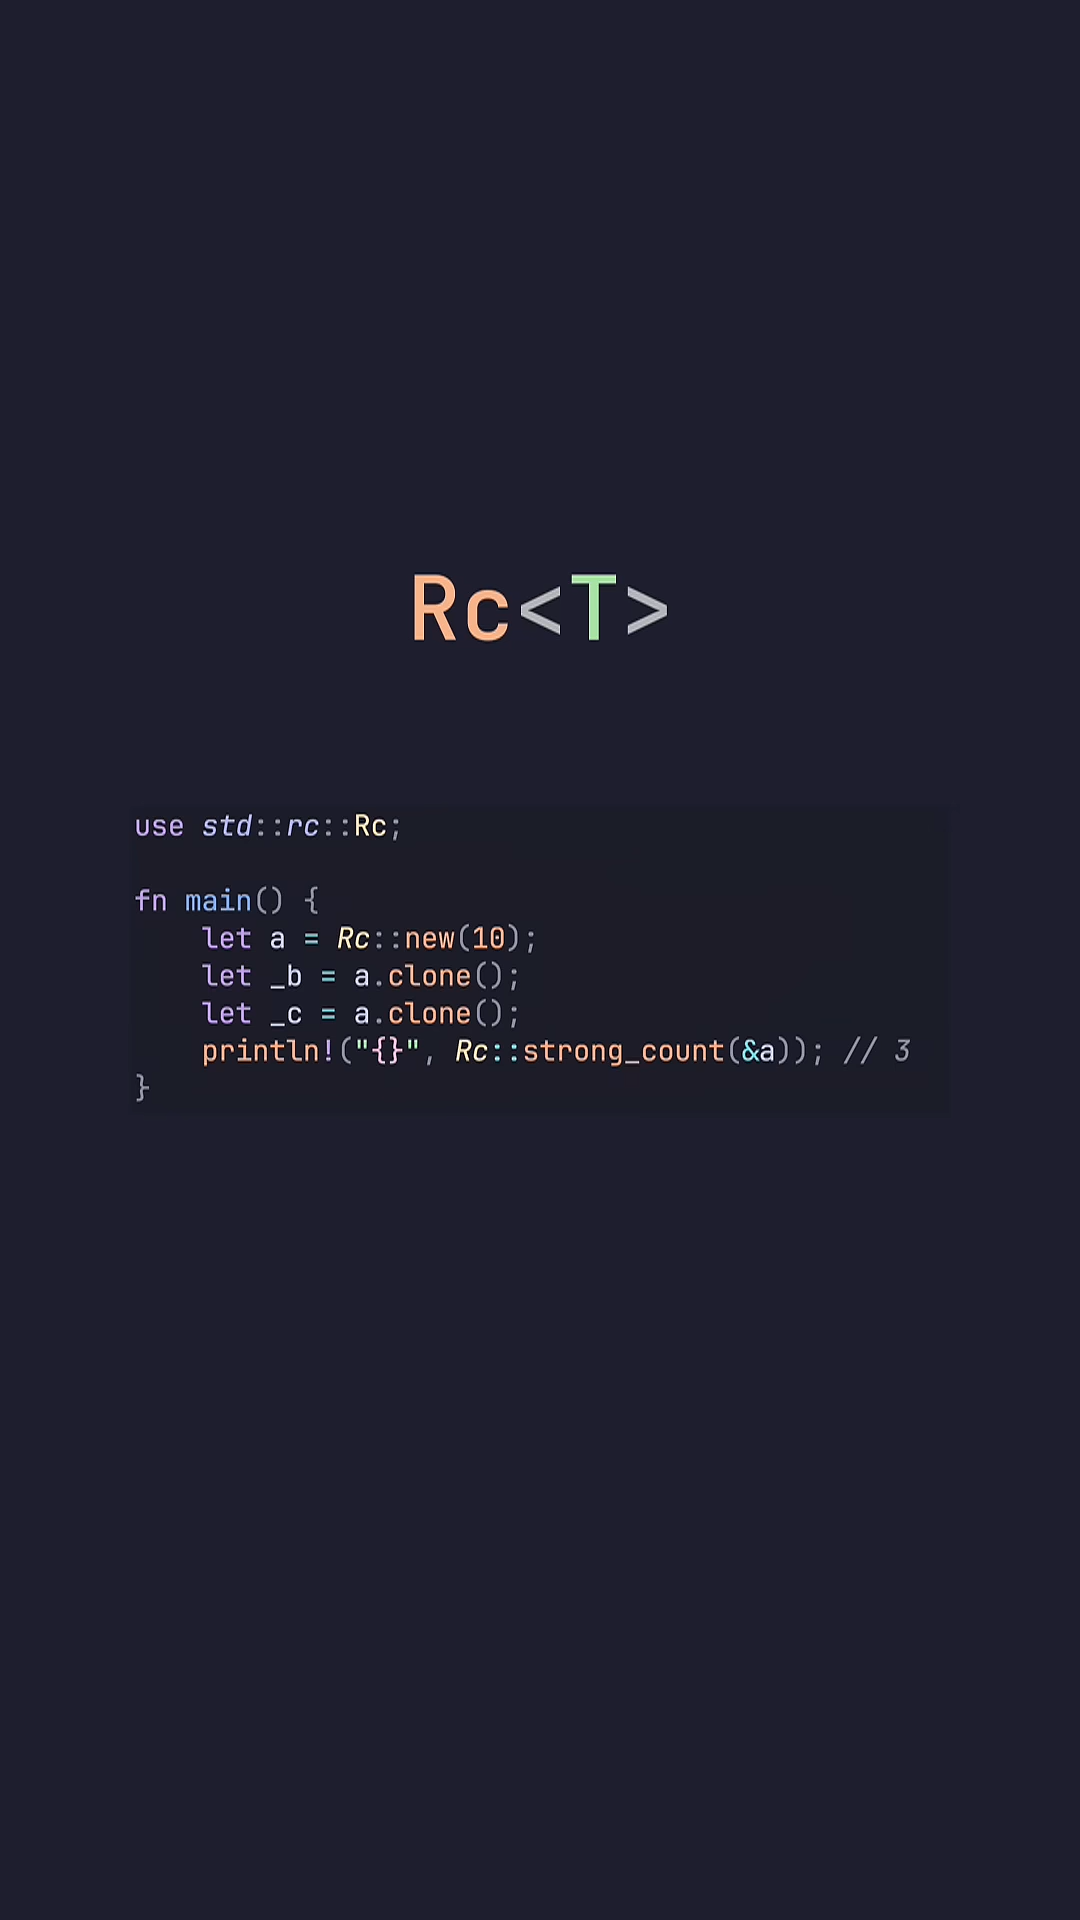 Rc<T>
use std::rc::Rc;
fn main() {
    let a = Rc::new(10);
    let _b = a.clone();
    let _c = a.clone();
    println!("{}", Rc::strong_count(&a)); // 3
}